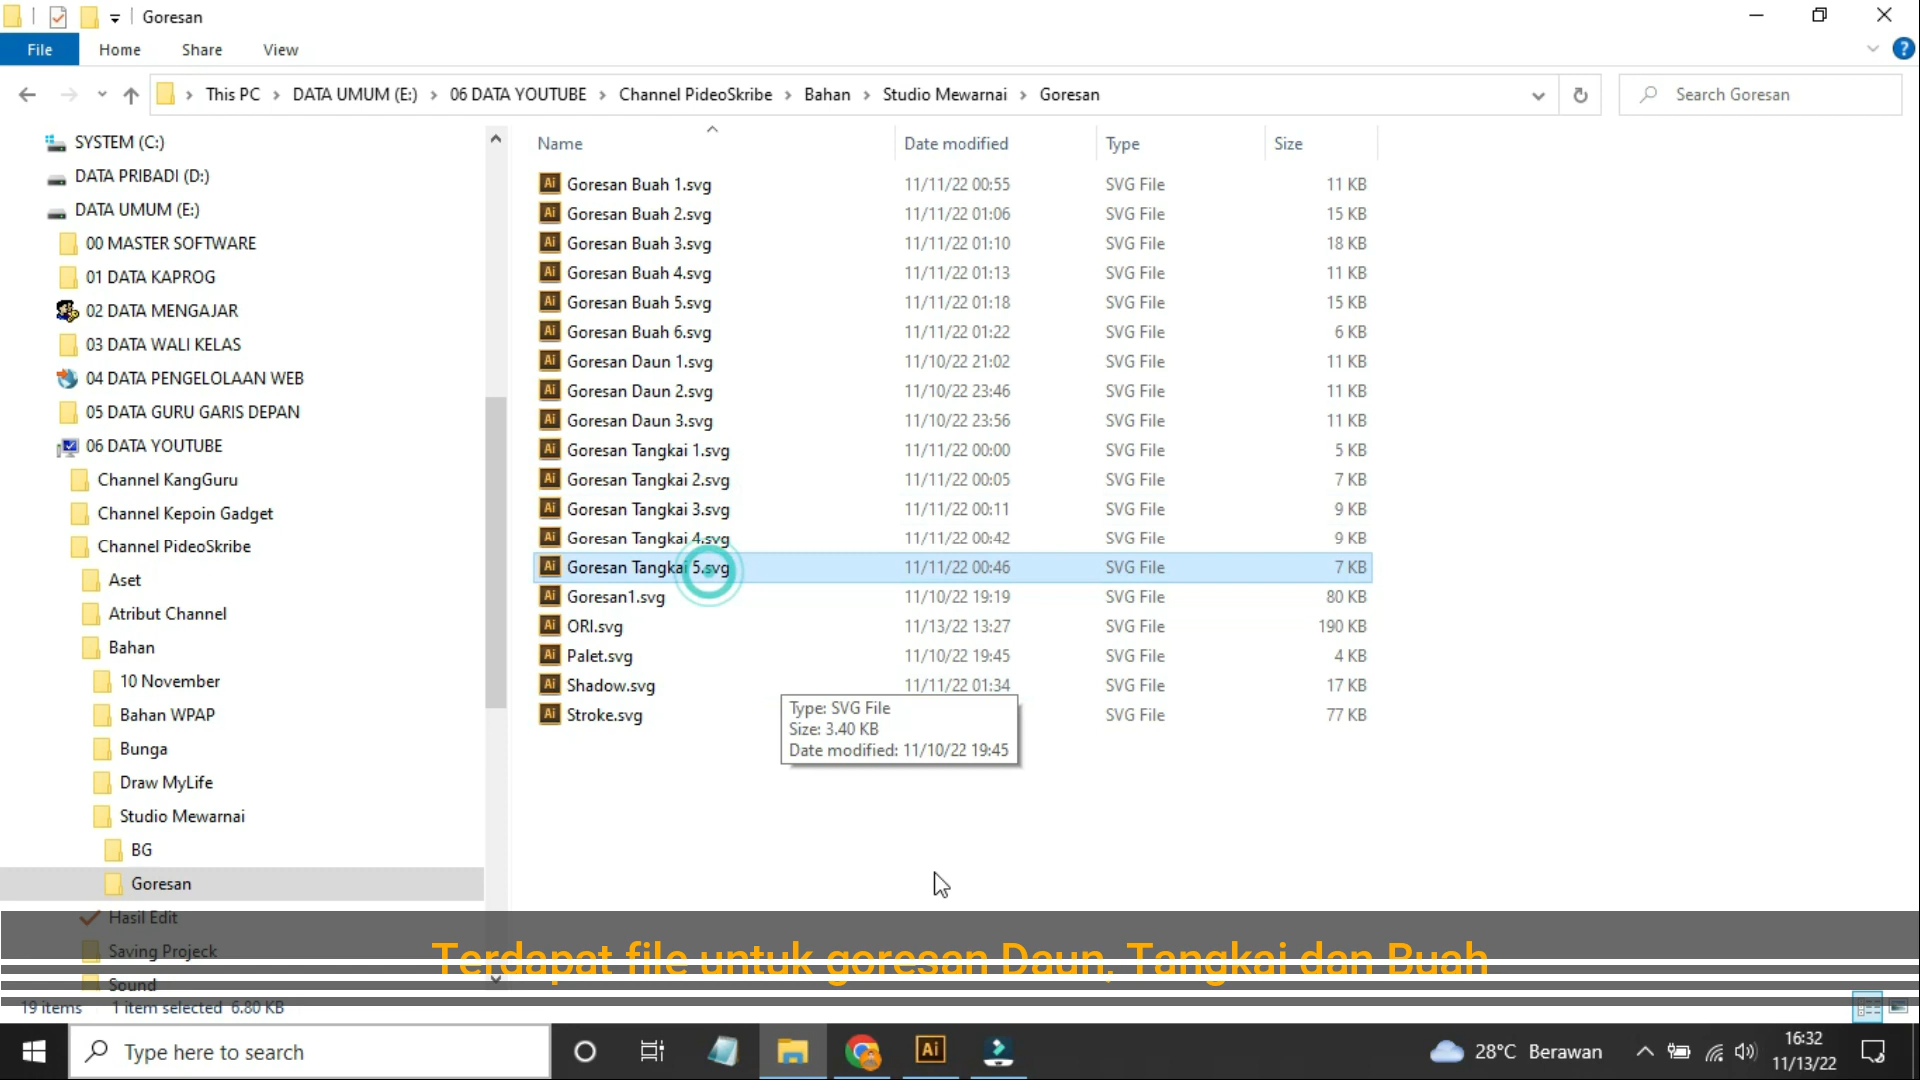 Goresan
File Home Share View
This PC DATA UMUM (E:) 06 DATA YOUTUBE Channel PideoSkribe Bahan Studio Mewarnai Goresan
Search Goresan
SYSTEM (C:)
DATA PRIBADI (D:)
DATA UMUM (E:)
00 MASTER SOFTWARE
01 DATA KAPROG
02 DATA MENGAJAR
03 DATA WALI KELAS
04 DATA PENGELOLAAN WEB
05 DATA GURU GARIS DEPAN
06 DATA YOUTUBE
Channel KangGuru
Channel Kepoin Gadget
Channel PideoSkribe
Aset
Atribut Channel
Bahan
10 November
Bahan WPAP
Bunga
Draw MyLife
Studio Mewarnai
BG
Goresan
Hasil Edit
Saving Projeck
Sound
Name Date modified Type Size
Goresan Buah 1.svg 11/11/22 00:55 SVG File 11 KB
Goresan Buah 2.svg 11/11/22 01:06 SVG File 15 KB
Goresan Buah 3.svg 11/11/22 01:10 SVG File 18 KB
Goresan Buah 4.svg 11/11/22 01:13 SVG File 11 KB
Goresan Buah 5.svg 11/11/22 01:18 SVG File 15 KB
Goresan Buah 6.svg 11/11/22 01:22 SVG File 6 KB
Goresan Daun 1.svg 11/10/22 21:02 SVG File 11 KB
Goresan Daun 2.svg 11/10/22 23:46 SVG File 11 KB
Goresan Daun 3.svg 11/10/22 23:56 SVG File 11 KB
Goresan Tangkai 1.svg 11/11/22 00:00 SVG File 5 KB
Goresan Tangkai 2.svg 11/11/22 00:05 SVG File 7 KB
Goresan Tangkai 3.svg 11/11/22 00:11 SVG File 9 KB
Goresan Tangkai 4.svg 11/11/22 00:42 SVG File 9 KB
Goresan Tangkai 5.svg 11/11/22 00:46 SVG File 7 KB
Goresan1.svg 11/10/22 19:19 SVG File 80 KB
ORI.svg 11/13/22 13:27 SVG File 190 KB
Palet.svg 11/10/22 19:45 SVG File 4 KB
Shadow.svg 11/11/22 01:34 SVG File 17 KB
Stroke.svg SVG File 77 KB
Type: SVG File
Size: 3.40 KB
Date modified: 11/10/22 19:45
Terdapat file untuk goresan Daun, Tangkai dan Buah
19 items 1 item selected 6.80 KB
Type here to search
Ai
28°C Berawan
16:32
11/13/22